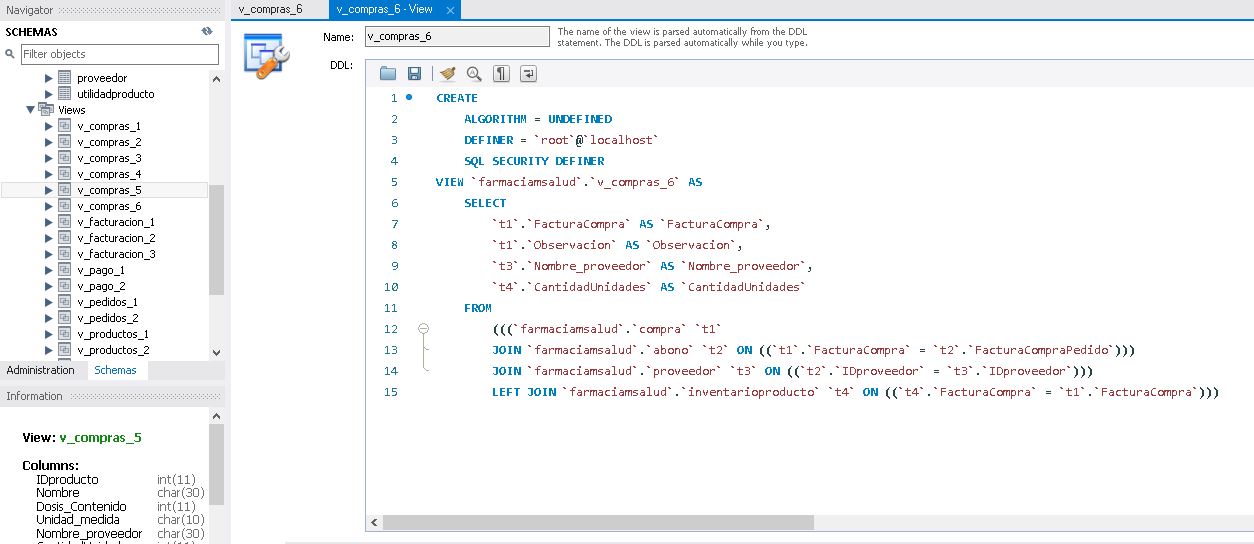 Navigator
SCHEMAS
Filter objects
proveedor
utilidadproducto
Views
v_compras_1
v_compras_2
v_compras_3
v_compras_4
v_compras_5
v_compras_6
v_facturacion_1
v_facturacion_2
v_facturacion_3
v_pago_1
v_pago_2
v_pedidos_1
v_pedidos_2
v_productos_1
v_productos_2
Administration Schemas
Information
View: v_compras_5
Columns:
IDproducto int(11)
Nombre char(30)
Dosis_Contenido int(11)
Unidad_medida char(10)
Nombre_proveedor char(30)
v_compras_6 v_compras_6 - View ×
Name: v_compras_6
The name of the view is parsed automatically from the DDL
statement. The DDL is parsed automatically while you type.
DDL:
1 CREATE
2 ALGORITHM = UNDEFINED
3 DEFINER = `root`@`localhost`
4 SQL SECURITY DEFINER
5 VIEW `farmaciamsalud`.`v_compras_6` AS
6 SELECT
7 `t1`.`FacturaCompra` AS `FacturaCompra`,
8 `t1`.`Observacion` AS `Observacion`,
9 `t3`.`Nombre_proveedor` AS `Nombre_proveedor`,
10 `t4`.`CantidadUnidades` AS `CantidadUnidades`
11 FROM
12 (((`farmaciamsalud`.`compra` `t1`
13 JOIN `farmaciamsalud`.`abono` `t2` ON ((`t1`.`FacturaCompra` = `t2`.`FacturaCompraPedido`)))
14 JOIN `farmaciamsalud`.`proveedor` `t3` ON ((`t2`.`IDproveedor` = `t3`.`IDproveedor`)))
15 LEFT JOIN `farmaciamsalud`.`inventarioproducto` `t4` ON ((`t4`.`FacturaCompra` = `t1`.`FacturaCompra`)))